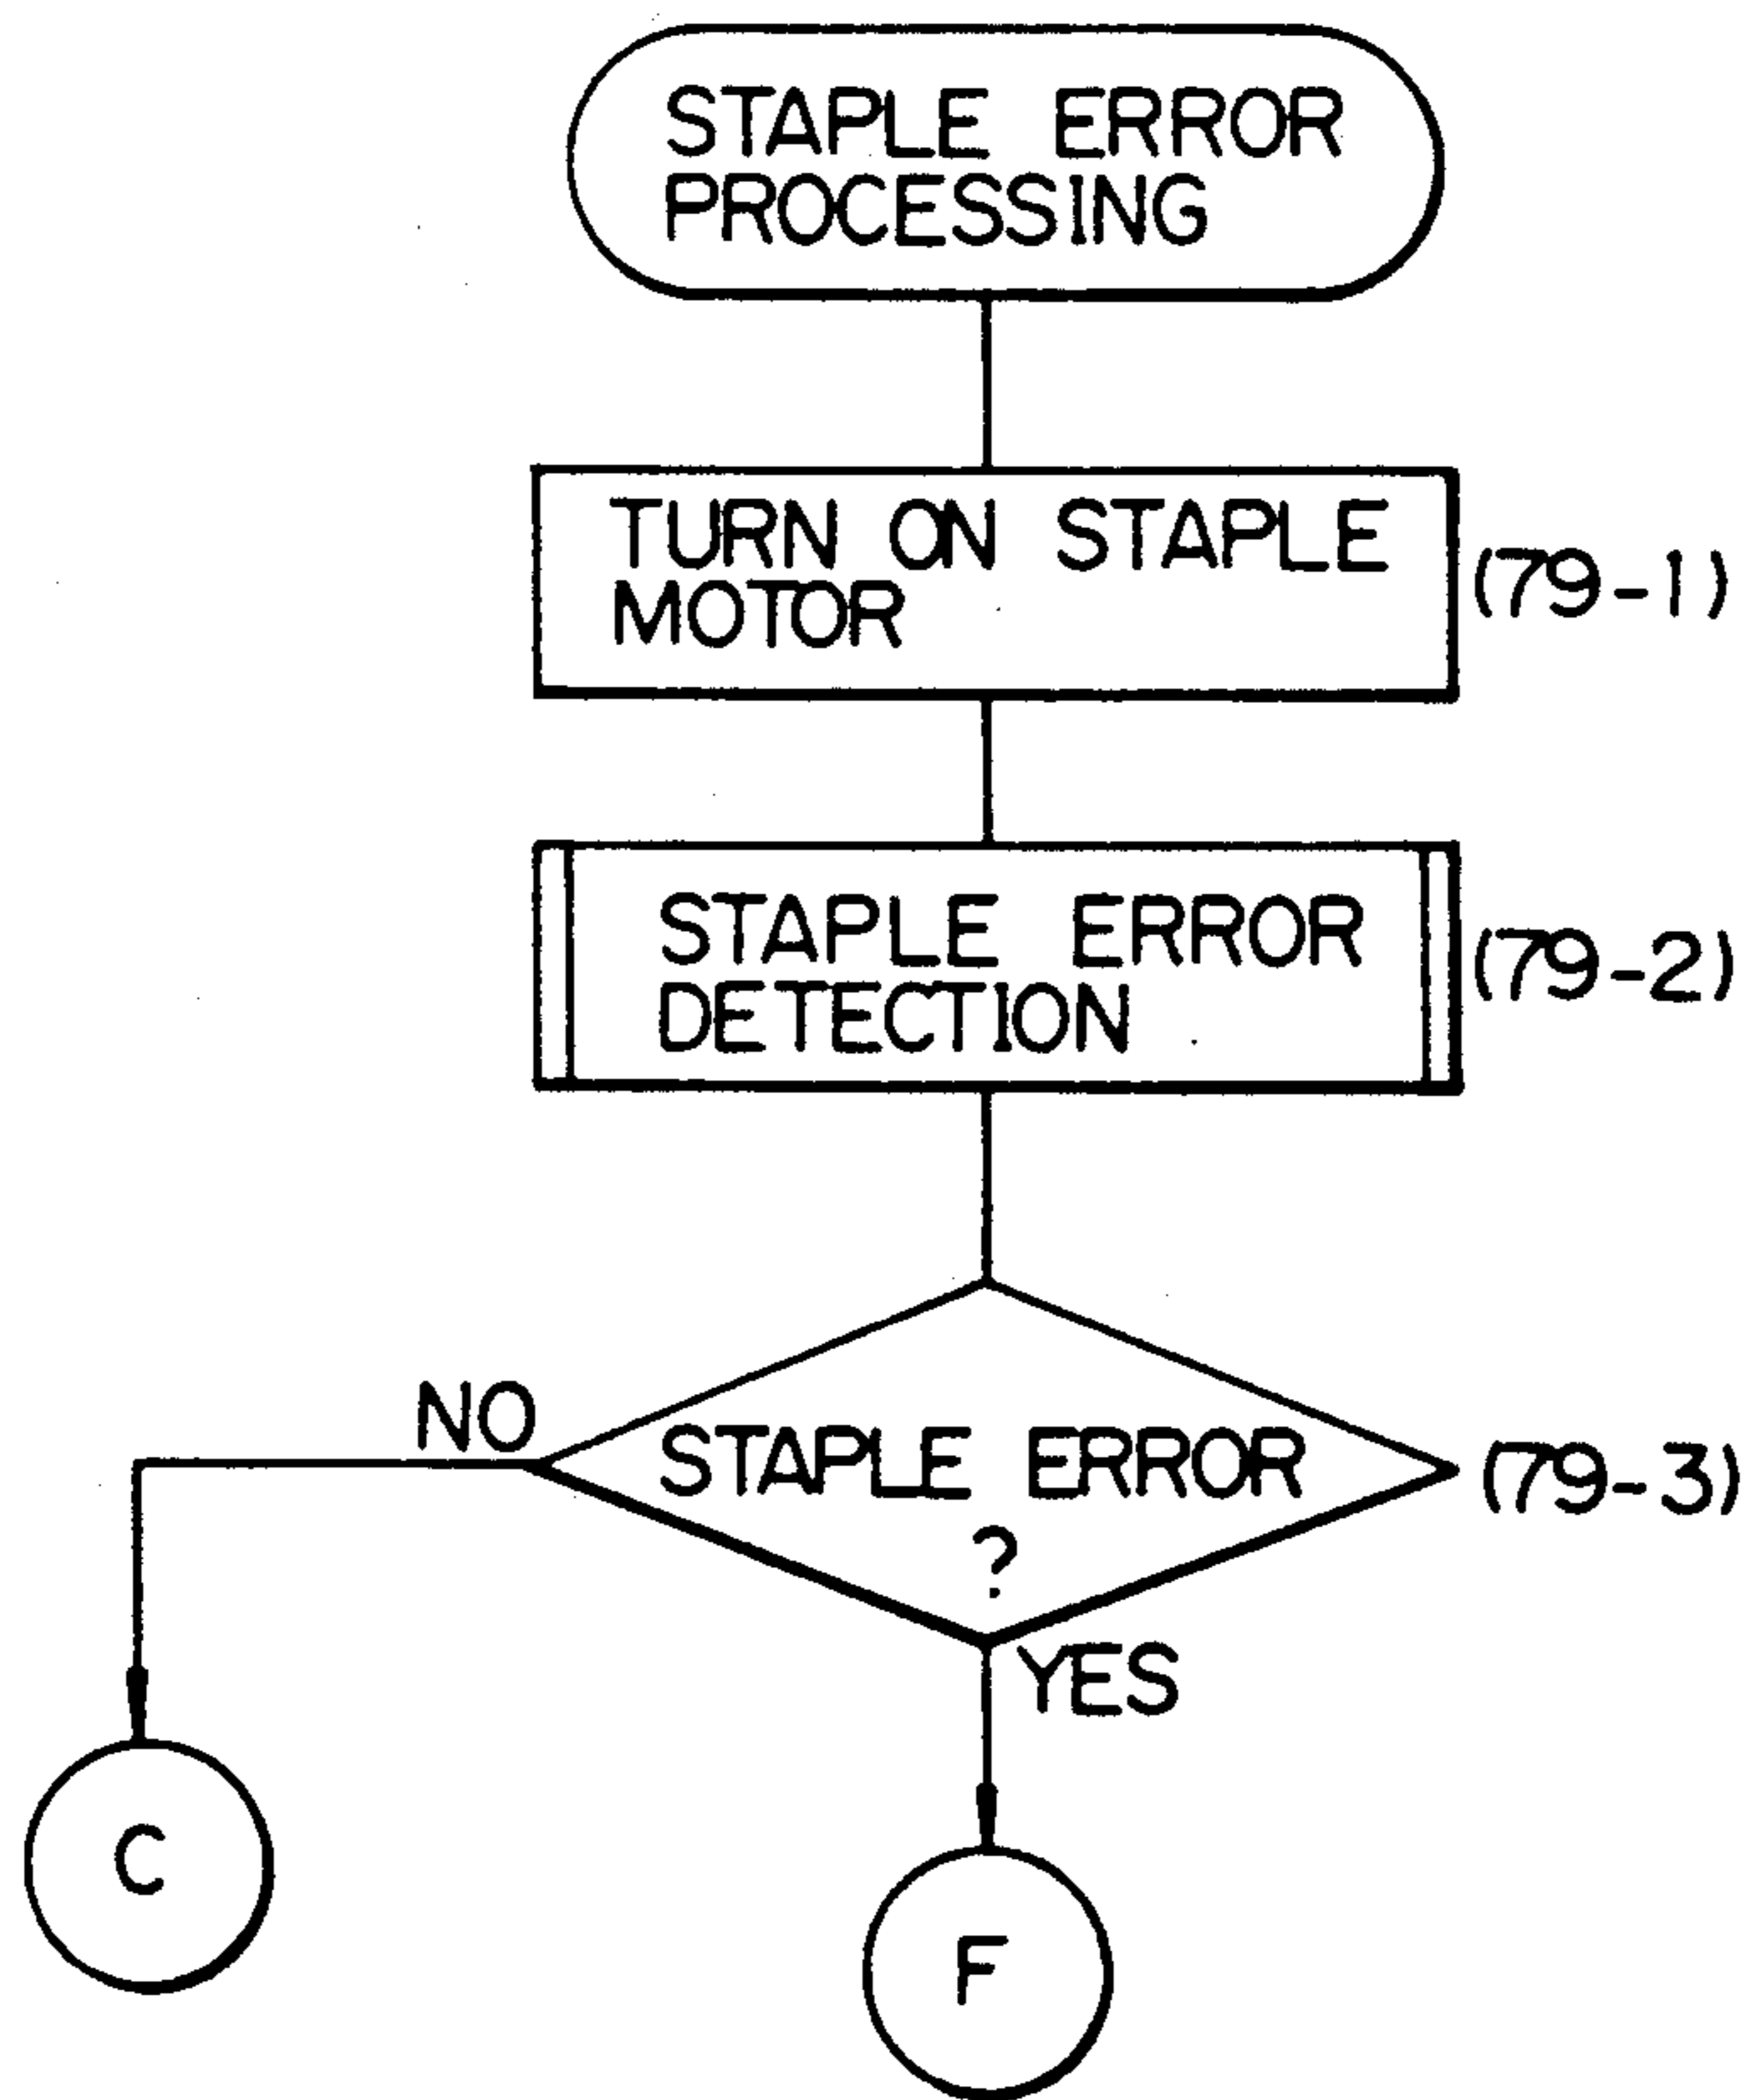 STAPLE ERROR
PROCESSING
TURN ON STAPLE
MOTOR
(79-1)
STAPLE ERROR
DETECTION
(79-2)
NO
STAPLE ERROR
?
(79-3)
YES
C
F